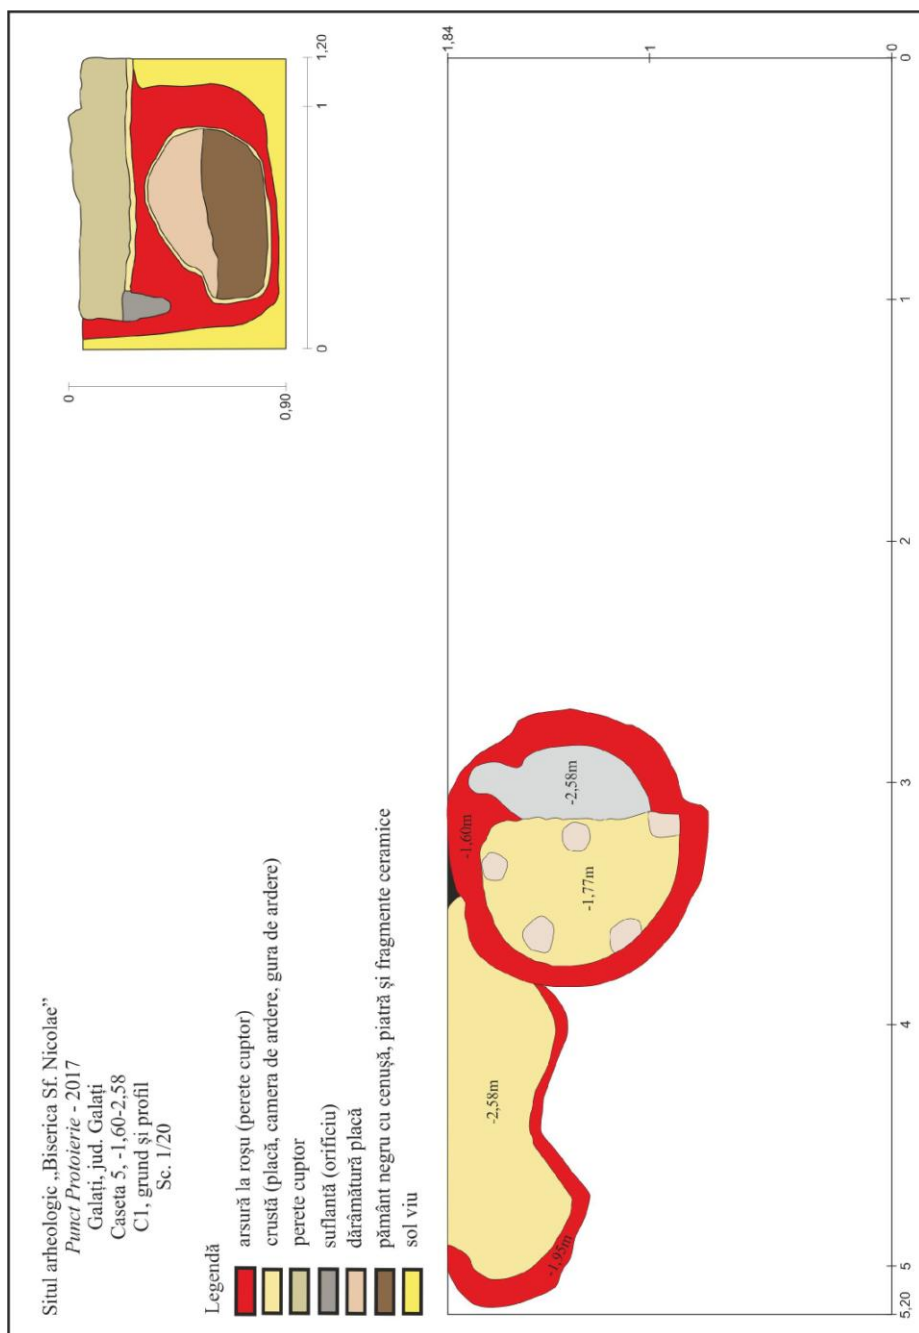 Situl arheologic „Biserica Sf. Nicolae”
Punct Protoierie - 2017
Galați, jud. Galați
Caseta 5, -1,60-2,58
C1, grund și profil
Sc. 1/20
Legendă
arsură la roșu (perete cuptor)
crustă (placă, camera de ardere, gura de ardere)
perete cuptor
suflantă (orificiu)
dărâmătură placă
pământ negru cu cenușă, piatră și fragmente ceramice
sol viu
0
0,90
0
1
1,20
1,84
1
0
5,20
5
4
3
2
1
0
-1,95m
-2,58m
-1,60m
-1,77m
-2,58m